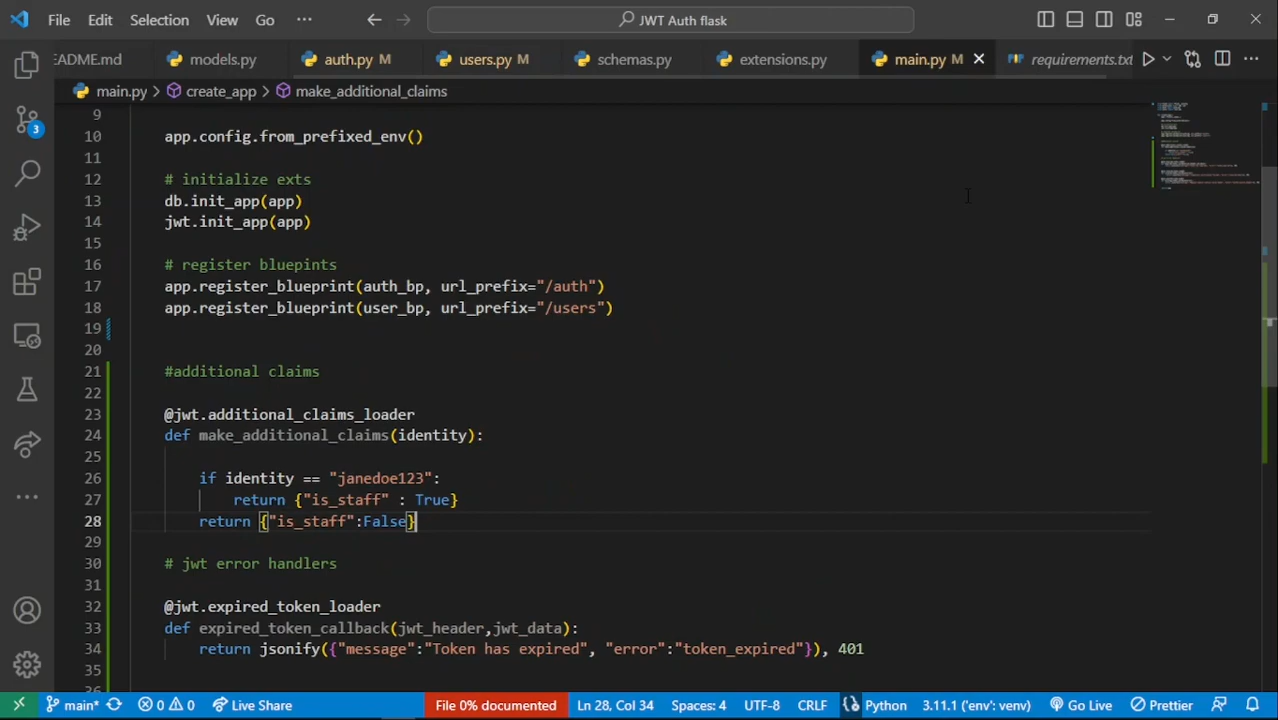 File Edit Selection View Go ··· JWT Auth flask
EADME.md models.py auth.py M users.py M schemas.py extensions.py main.py M requirements.txt
main.py > create_app > make_additional_claims
9
10 app.config.from_prefixed_env()
11
12 # initialize exts
13 db.init_app(app)
14 jwt.init_app(app)
15
16 # register bluepints
17 app.register_blueprint(auth_bp, url_prefix="/auth")
18 app.register_blueprint(user_bp, url_prefix="/users")
19
20
21 #additional claims
22
23 @jwt.additional_claims_loader
24 def make_additional_claims(identity):
25
26 if identity == "janedoe123":
27 return {"is_staff" : True}
28 return {"is_staff":False}
29
30 # jwt error handlers
31
32 @jwt.expired_token_loader
33 def expired_token_callback(jwt_header,jwt_data):
34 return jsonify({"message":"Token has expired", "error":"token_expired"}), 401
35
3
main* 0 0 Live Share File 0% documented Ln 28, Col 34 Spaces: 4 UTF-8 CRLF Python 3.11.1 ('env': venv) Go Live Prettier